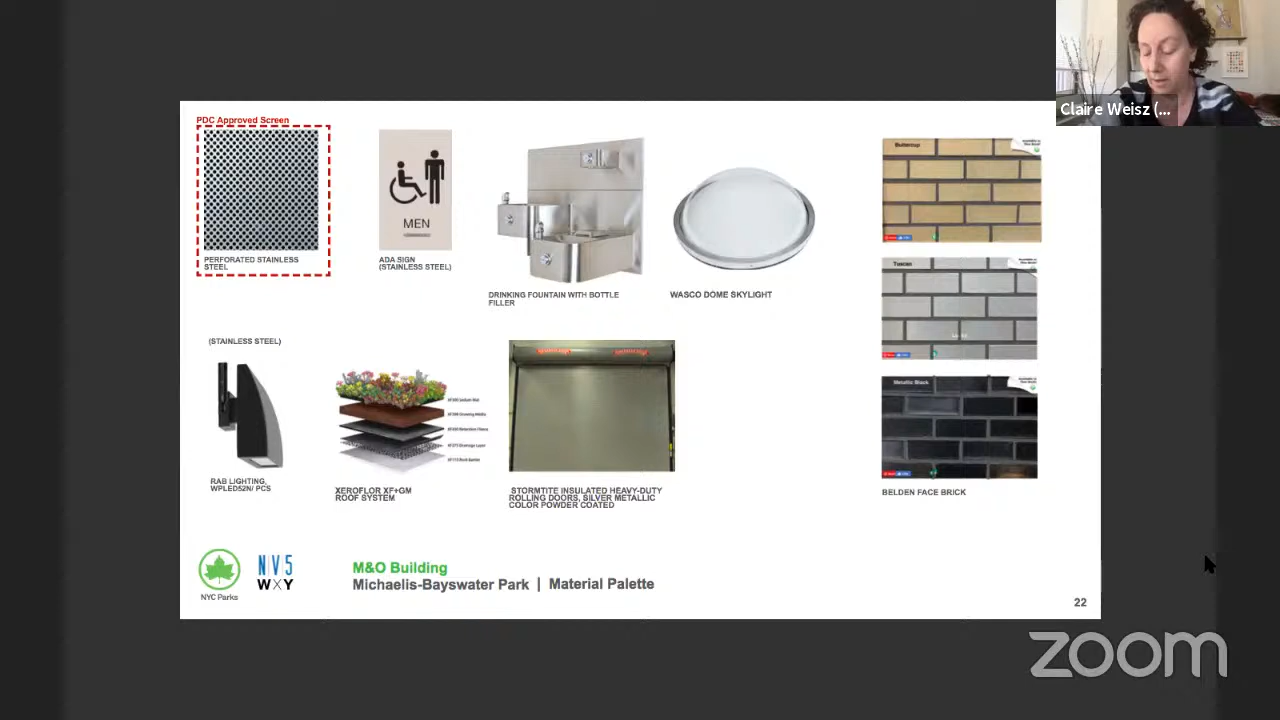 Claire Weisz (...
PDC Approved Screen
PERFORATED STAINLESS
STEEL
MEN
ADA SIGN
(STAINLESS STEEL)
DRINKING FOUNTAIN WITH BOTTLE
FILLER
WASCO DOME SKYLIGHT
Buttercup
Tuscan
Metallic Black
BELDEN FACE BRICK
(STAINLESS STEEL)
RAB LIGHTING,
WPLED52N/ PCS
XEROFLOR XF+GM
ROOF SYSTEM
STORMTITE INSULATED HEAVY-DUTY
ROLLING DOORS, SILVER METALLIC
COLOR POWDER COATED
NYC Parks
NV5
WXY
M&O Building
Michaelis-Bayswater Park | Material Palette
22
zoom